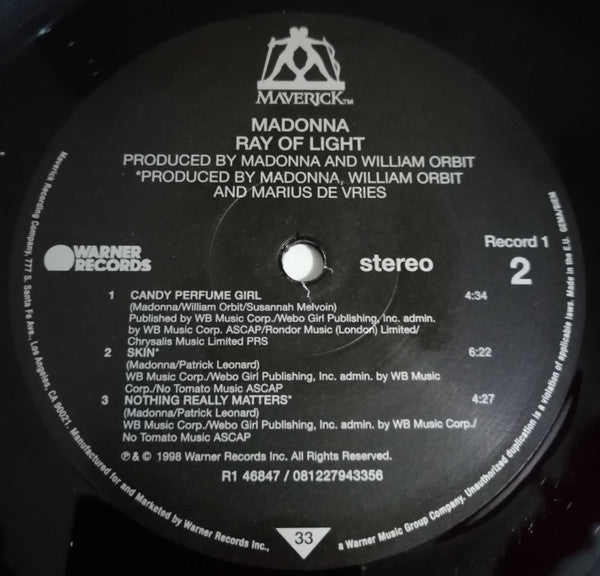 MAVERICK™
MADONNA
RAY OF LIGHT
PRODUCED BY MADONNA AND WILLIAM ORBIT
*PRODUCED BY MADONNA, WILLIAM ORBIT
AND MARIUS DE VRIES
WARNER
RECORDS
stereo
Record 1
2
1 CANDY PERFUME GIRL 4:34
(Madonna/William Orbit/Susannah Melvoin)
Published by WB Music Corp./Webo Girl Publishing, Inc. admin.
by WB Music Corp. ASCAP/Rondor Music (London) Limited/
Chrysalis Music Limited PRS
2 SKIN* 6:22
(Madonna/Patrick Leonard)
WB Music Corp./Webo Girl Publishing, Inc. admin. by WB Music
Corp./No Tomato Music ASCAP
3 NOTHING REALLY MATTERS* 4:27
(Madonna/Patrick Leonard)
WB Music Corp./Webo Girl Publishing, Inc. admin. by WB Music Corp./
No Tomato Music ASCAP
℗ & © 1998 Warner Records Inc. All Rights Reserved.
R1 46847 / 081227943356
33
Maverick Recording Company, 777 S. Santa Fe Ave., Los Angeles, CA 90021. Manufactured for and Marketed by Warner Records Inc., a Warner Music Group Company. Unauthorized duplication is a violation of applicable laws. Made in the E.U. GEMA/BIEM